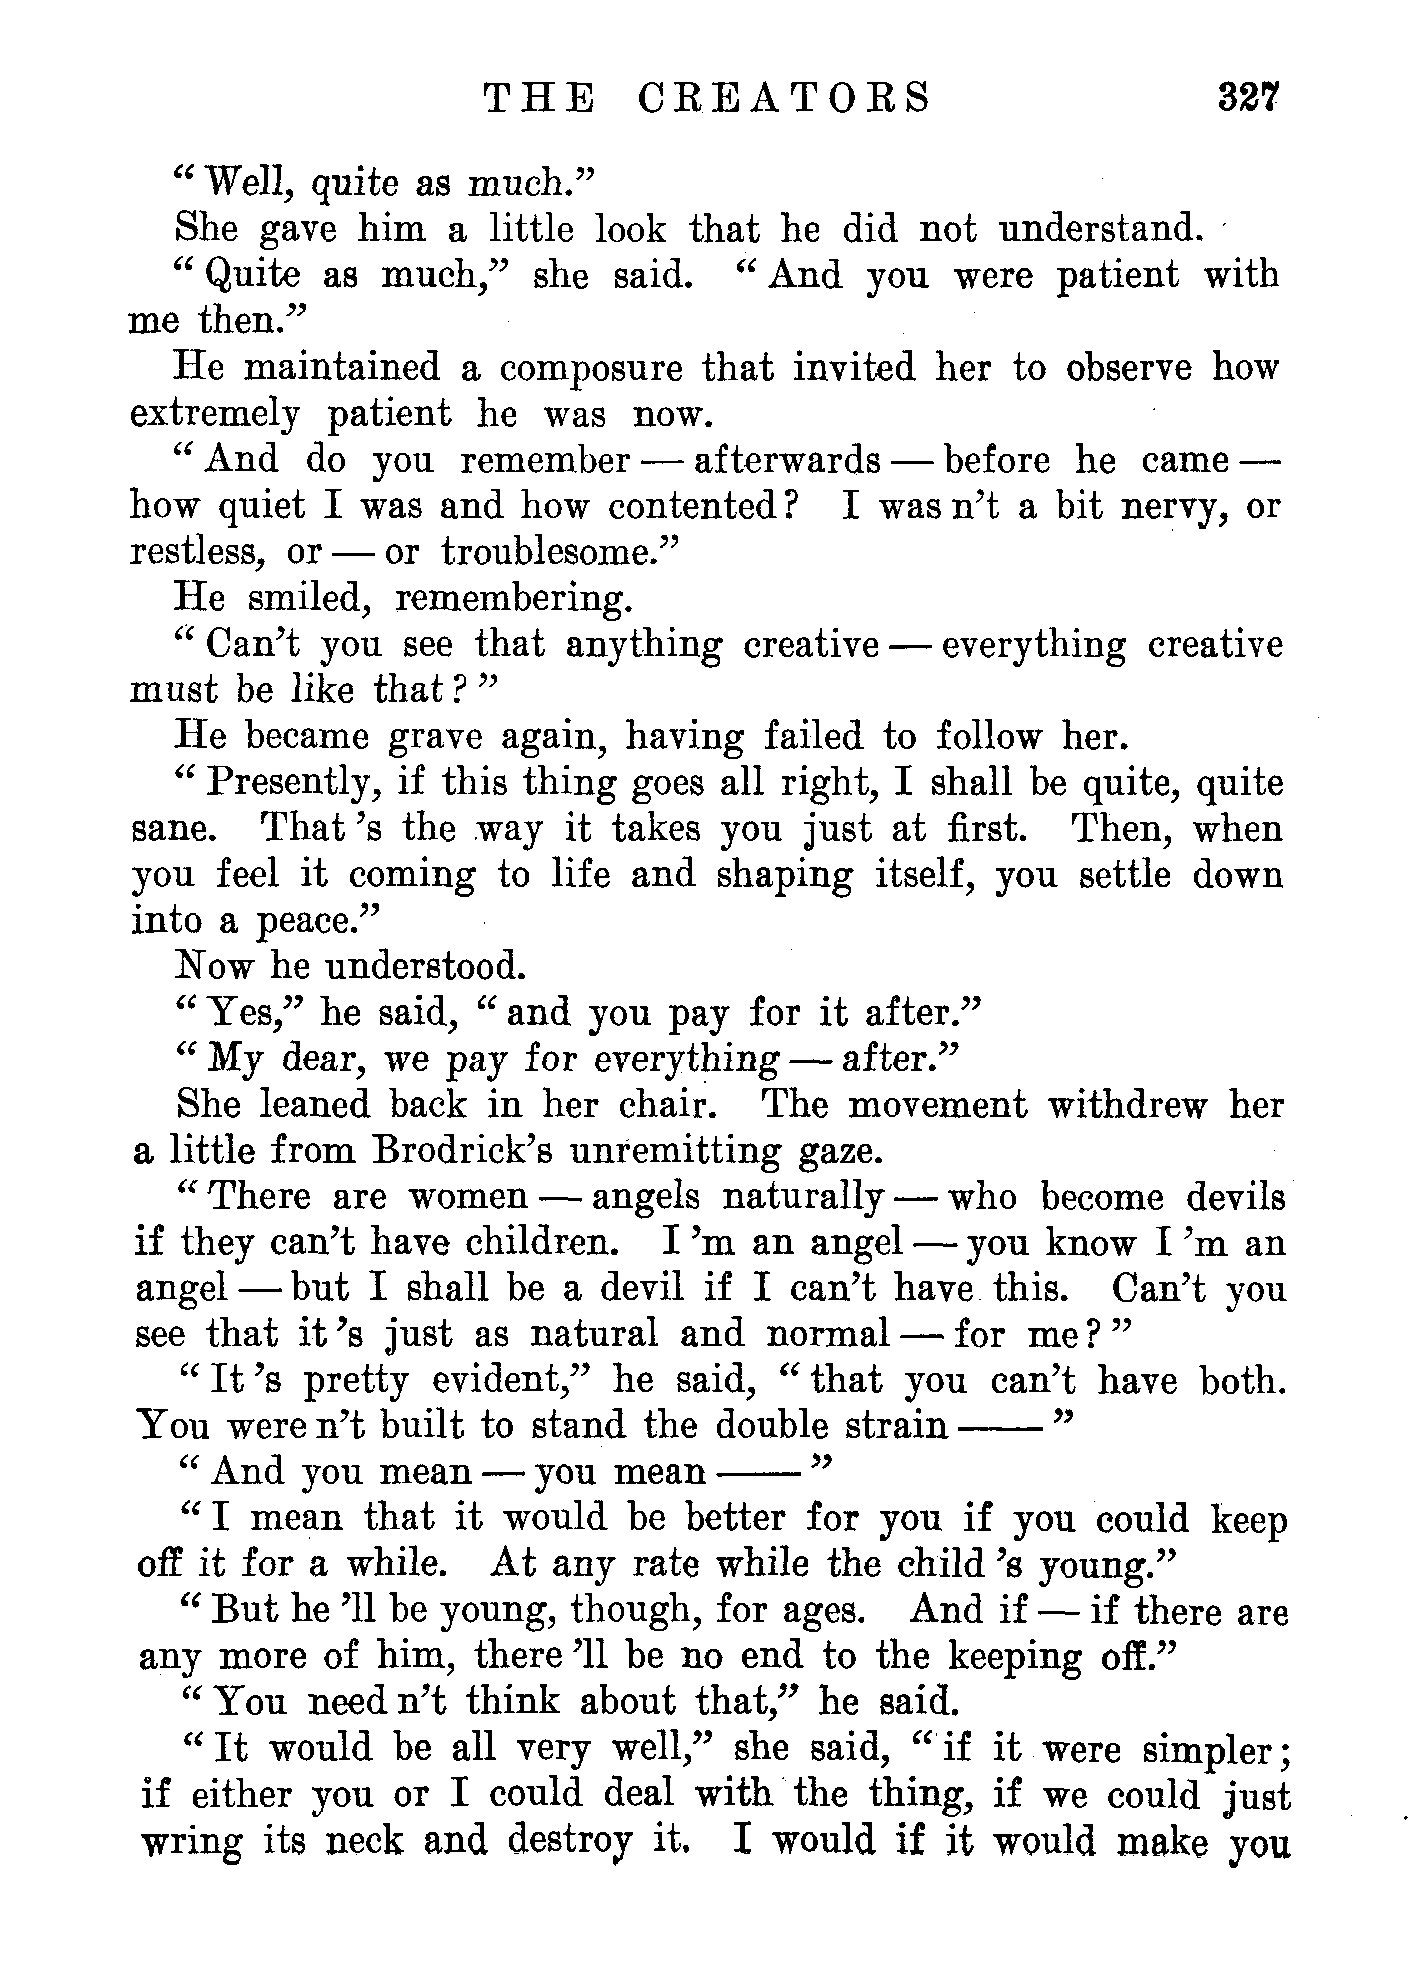 THE CREATORS 327
“Well, quite as much.”
She gave him a little look that he did not understand.
“Quite as much,” she said. “And you were patient with
me then.”
He maintained a composure that invited her to observe how
extremely patient he was now.
“And do you remember — afterwards — before he came —
how quiet I was and how contented? I was n’t a bit nervy, or
restless, or — or troublesome.”
He smiled, remembering.
“Can’t you see that anything creative — everything creative
must be like that?”
He became grave again, having failed to follow her.
“Presently, if this thing goes all right, I shall be quite, quite
sane. That ’s the way it takes you just at first. Then, when
you feel it coming to life and shaping itself, you settle down
into a peace.”
Now he understood.
“Yes,” he said, “and you pay for it after.”
“My dear, we pay for everything — after.”
She leaned back in her chair. The movement withdrew her
a little from Brodrick’s unremitting gaze.
“There are women — angels naturally — who become devils
if they can’t have children. I ’m an angel — you know I ’m an
angel — but I shall be a devil if I can’t have this. Can’t you
see that it ’s just as natural and normal — for me?”
“It ’s pretty evident,” he said, “that you can’t have both.
You were n’t built to stand the double strain ——”
“And you mean — you mean ——”
“I mean that it would be better for you if you could keep
off it for a while. At any rate while the child ’s young.”
“But he ’ll be young, though, for ages. And if — if there are
any more of him, there ’ll be no end to the keeping off.”
“You need n’t think about that,” he said.
“It would be all very well,” she said, “if it were simpler;
if either you or I could deal with the thing, if we could just
wring its neck and destroy it. I would if it would make you